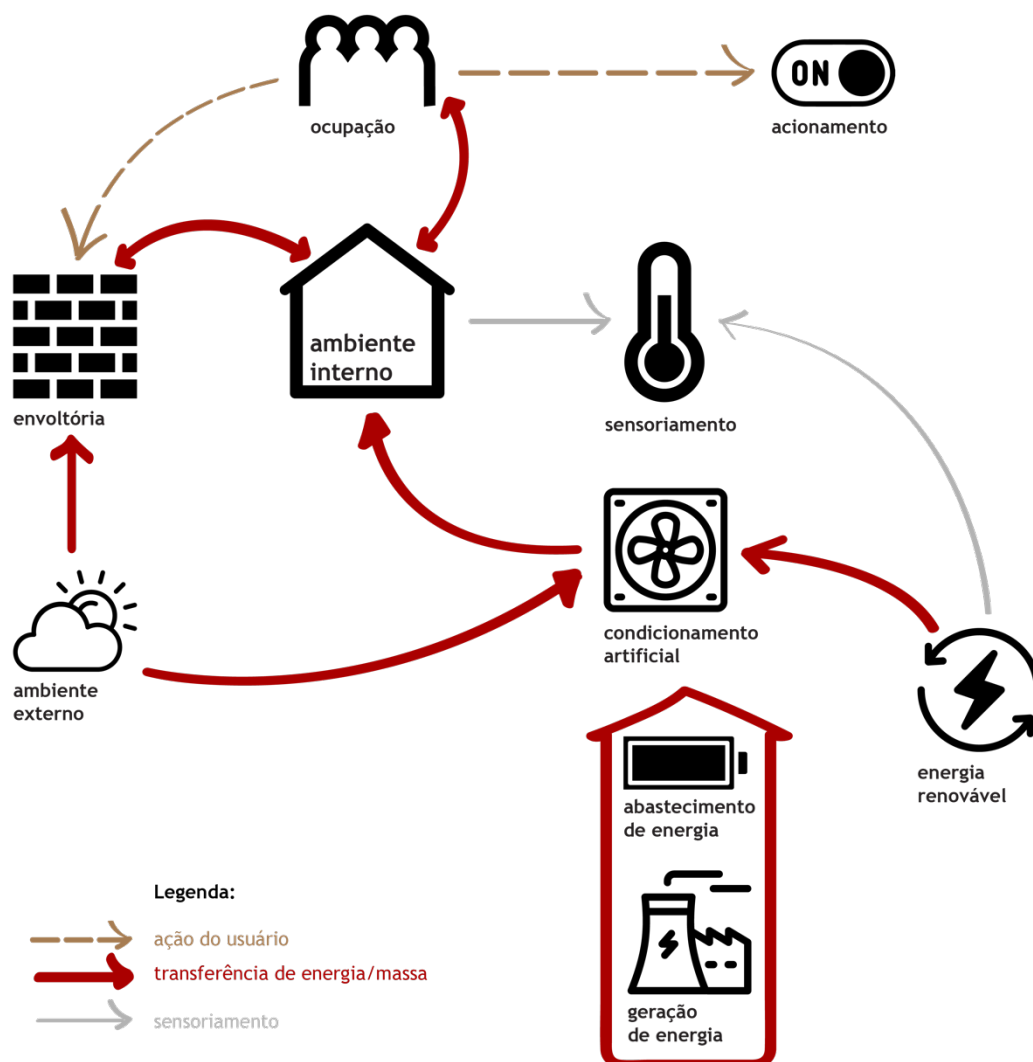 ON
ocupação
acionamento
ambiente
interno
envoltória
sensoriamento
condicionamento
artificial
ambiente
externo
energia
renovável
abastecimento
de energia
geração
de energia
Legenda:
ação do usuário
transferência de energia/massa
sensoriamento